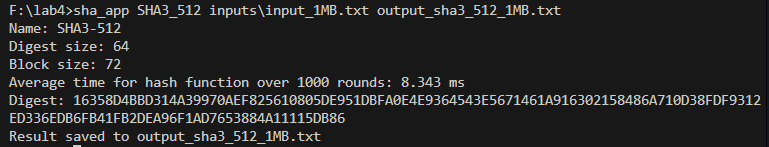 F:\lab4>sha_app SHA3_512 inputs\input_1MB.txt output_sha3_512_1MB.txt
Name: SHA3-512
Digest size: 64
Block size: 72
Average time for hash function over 1000 rounds: 8.343 ms
Digest: 16358D4BBD314A39970AEF825610805DE951DBFA0E4E9364543E5671461A916302158486A710D38FDF9312
ED336EDB6FB41FB2DEA96F1AD7653884A11115DB86
Result saved to output_sha3_512_1MB.txt